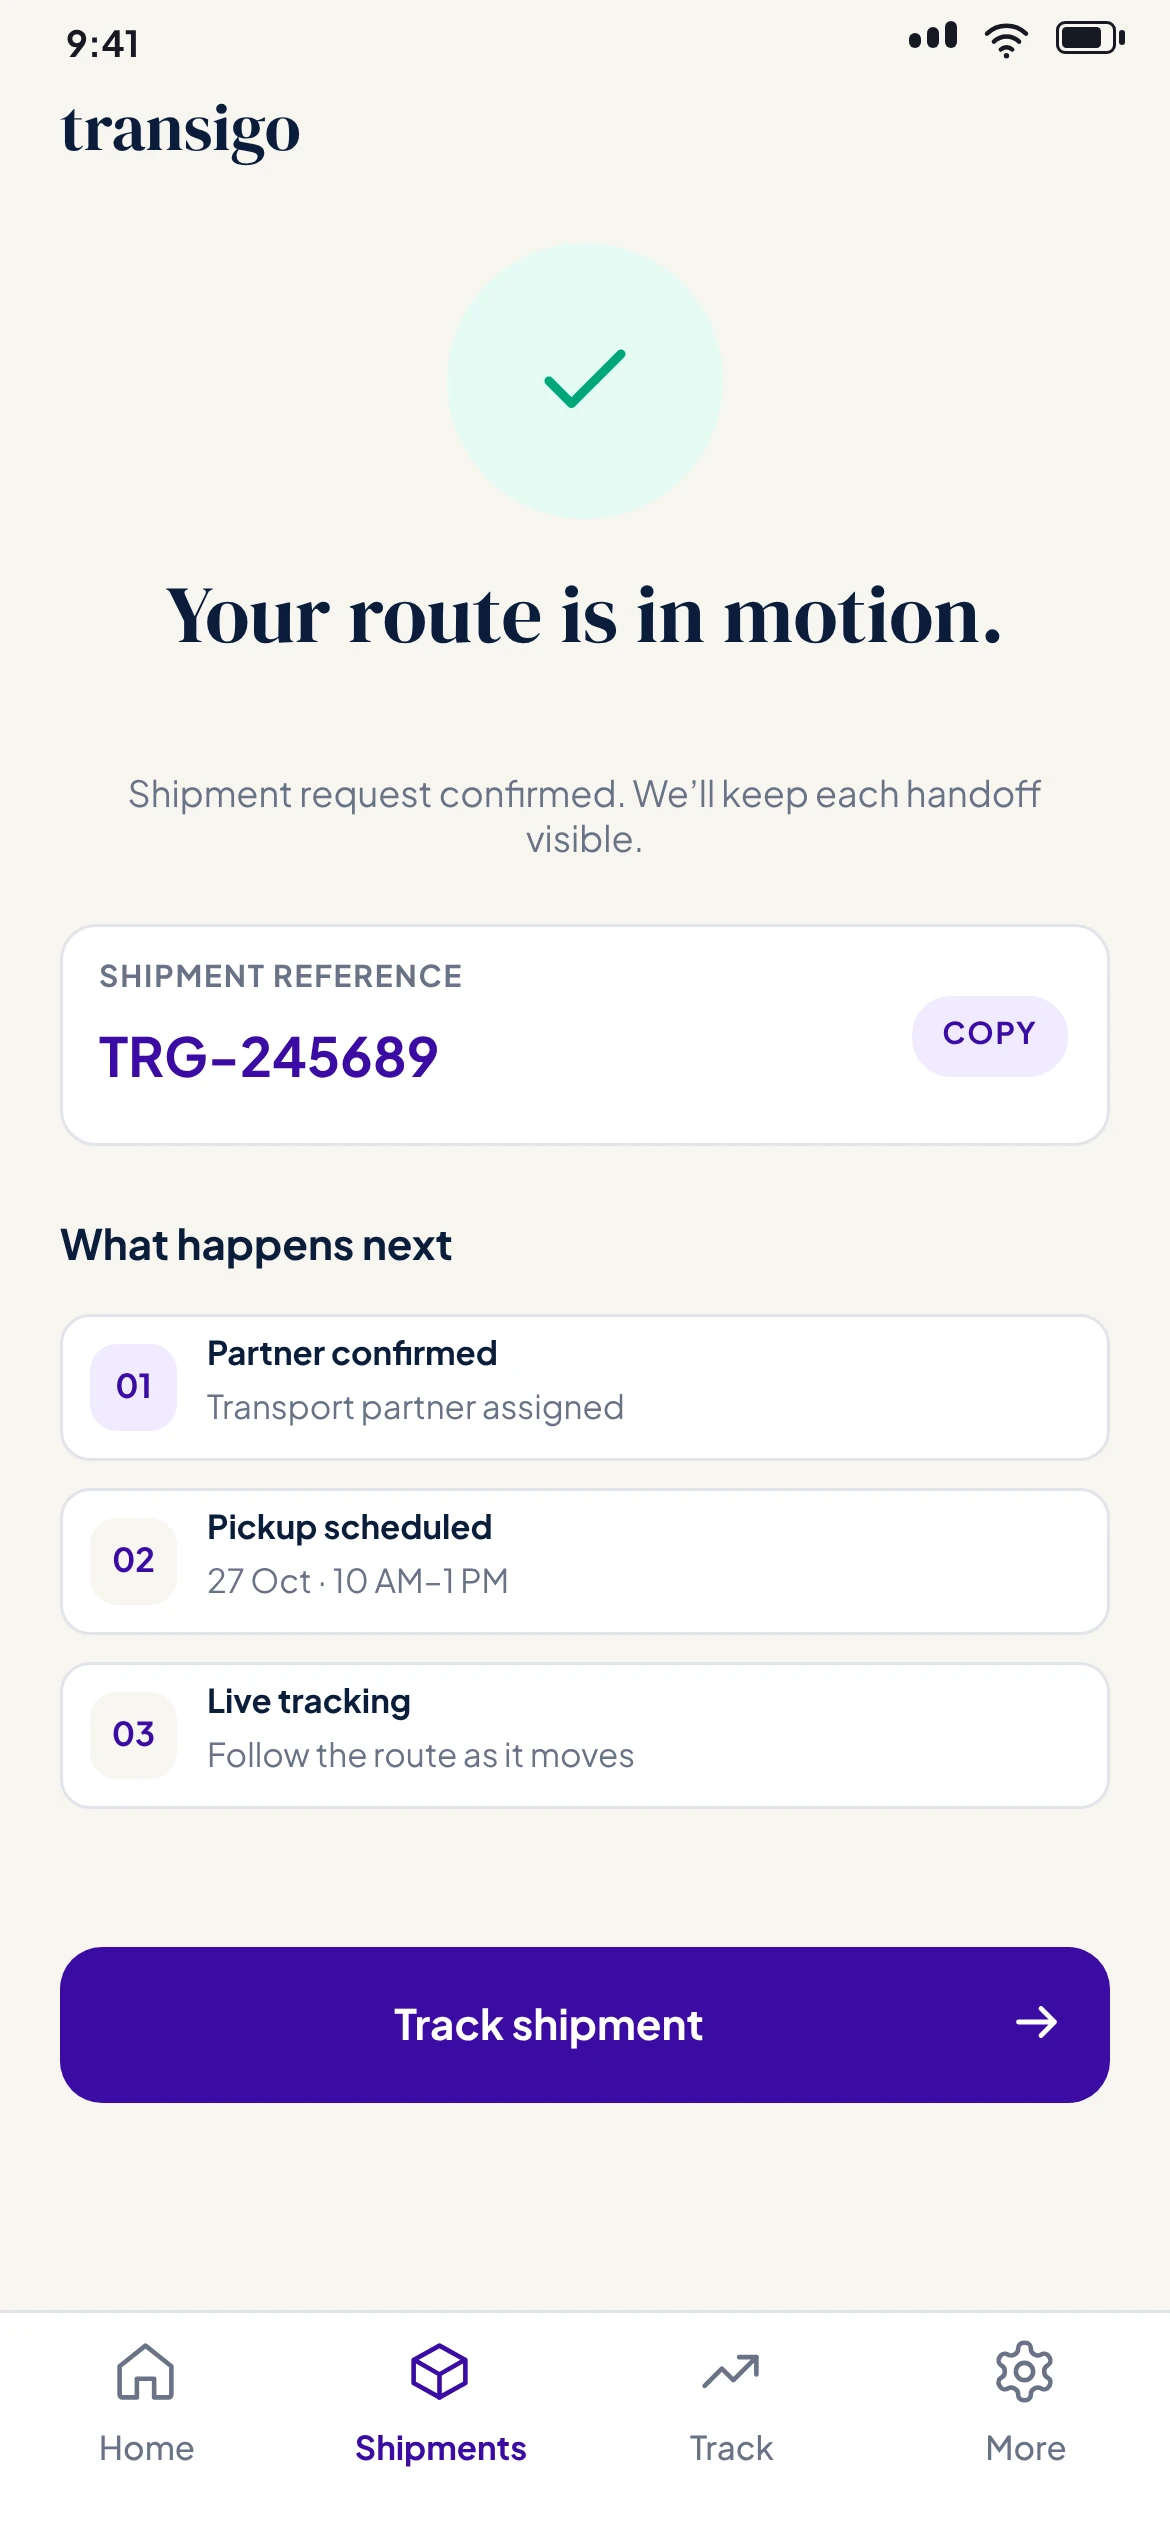 9:41
transigo
Your route is in motion.
Shipment request confirmed. We’ll keep each handoff
visible.
SHIPMENT REFERENCE
TRG-245689
COPY
What happens next
01
Partner confirmed
Transport partner assigned
02
Pickup scheduled
27 Oct · 10 AM–1 PM
03
Live tracking
Follow the route as it moves
Track shipment
Home
Shipments
Track
More